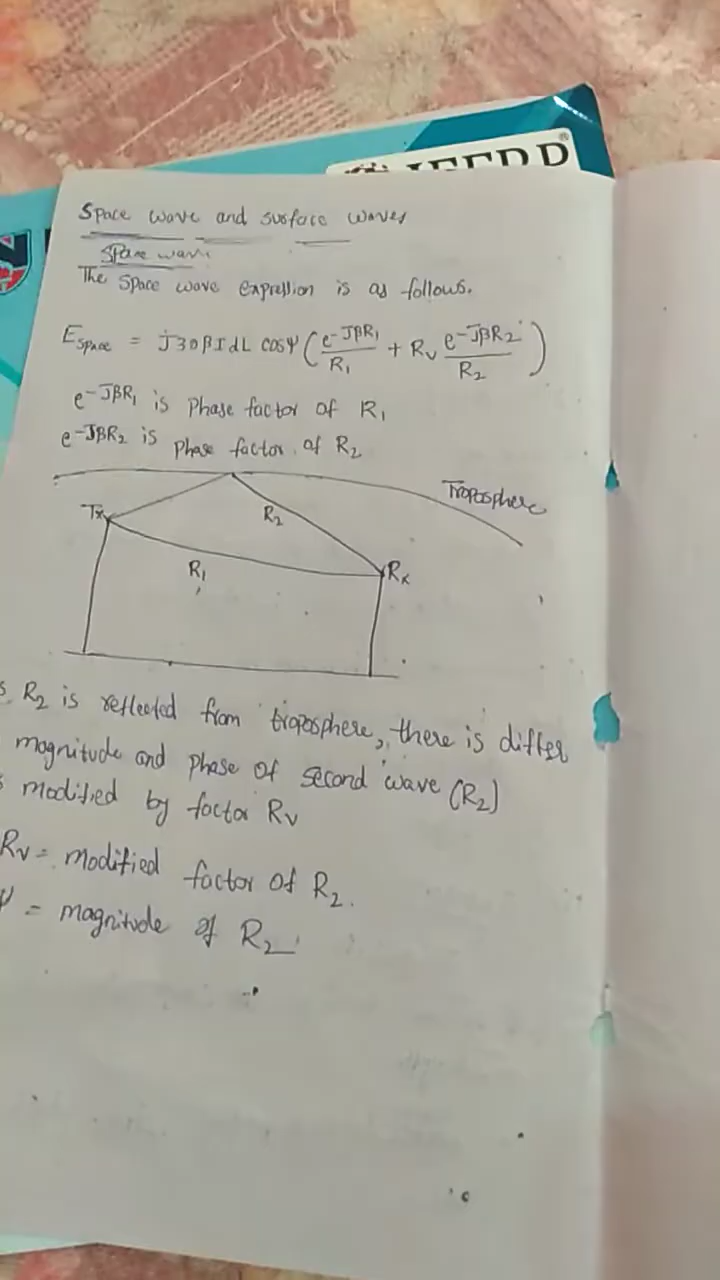 Space wave and surface waves
Space wave
The space wave expression is as follows.
E_space = j30βIdL cosψ (e^-JβR₁/R₁ + Rv e^-JβR₂/R₂)
e^-JβR₁ is Phase factor of R₁
e^-JβR₂ is Phase factor of R₂
Troposphere
Tx
R₂
R₁
Rx
R₂ is reflected from troposphere, there is differ
magnitude and phase of second wave (R₂)
modified by factor Rv
Rv = modified factor of R₂.
= magnitude of R₂